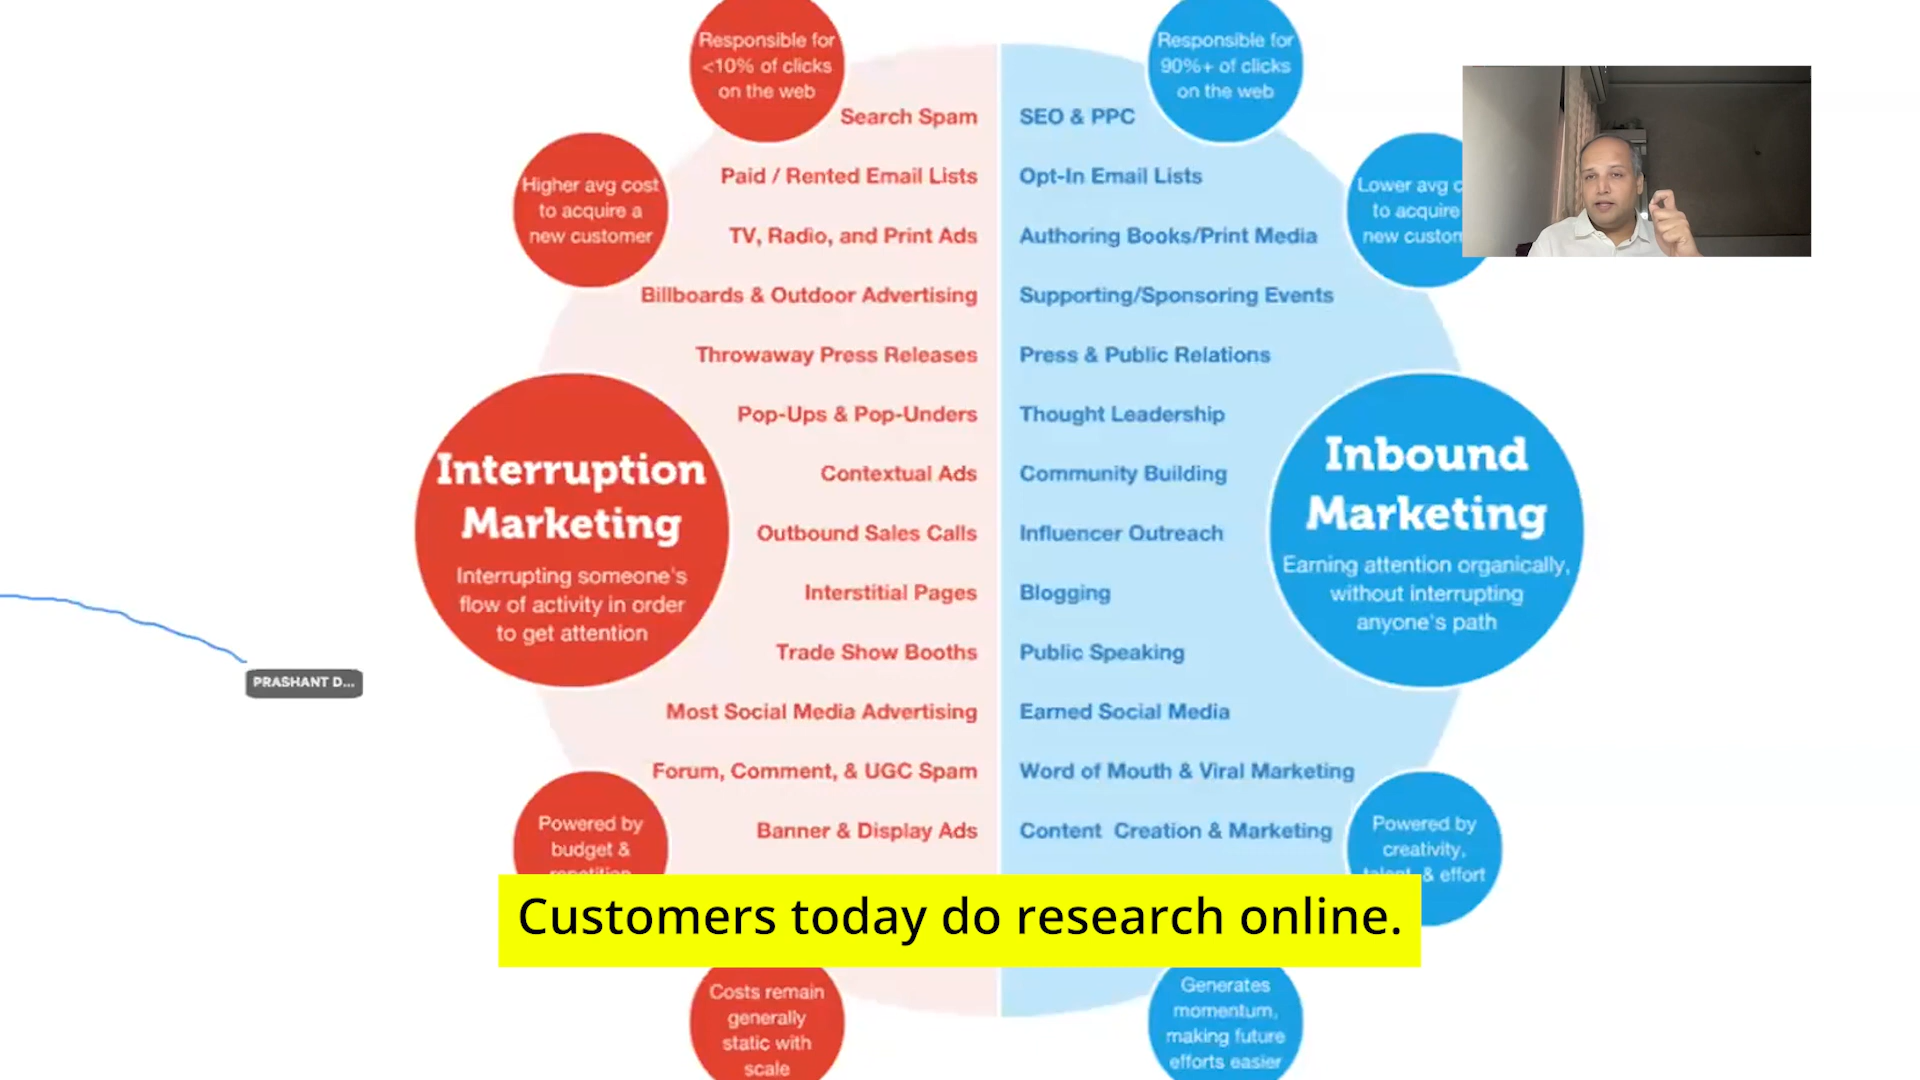 Responsible for
<10% of clicks
on the web
Responsible for
90%+ of clicks
on the web
Search Spam
SEO & PPC
Higher avg cost
to acquire a
new customer
Paid / Rented Email Lists
Opt-In Email Lists
Lower avg
to acquire
new
TV, Radio, and Print Ads
Authoring Books/Print Media
Billboards & Outdoor Advertising
Supporting/Sponsoring Events
Throwaway Press Releases
Press & Public Relations
Pop-Ups & Pop-Unders
Thought Leadership
Contextual Ads
Community Building
Outbound Sales Calls
Influencer Outreach
Interstitial Pages
Blogging
Trade Show Booths
Public Speaking
Most Social Media Advertising
Earned Social Media
Forum, Comment, & UGC Spam
Word of Mouth & Viral Marketing
Banner & Display Ads
Content Creation & Marketing
Interruption
Marketing
Interrupting someone's
flow of activity in order
to get attention
Inbound
Marketing
Earning attention organically,
without interrupting
anyone's path
PRASHANT D...
Powered by
budget &
Powered by
creativity,
talent, & effort
Customers today do research online.
Costs remain
generally
static with
scale
Generates
momentum,
making future
efforts easier